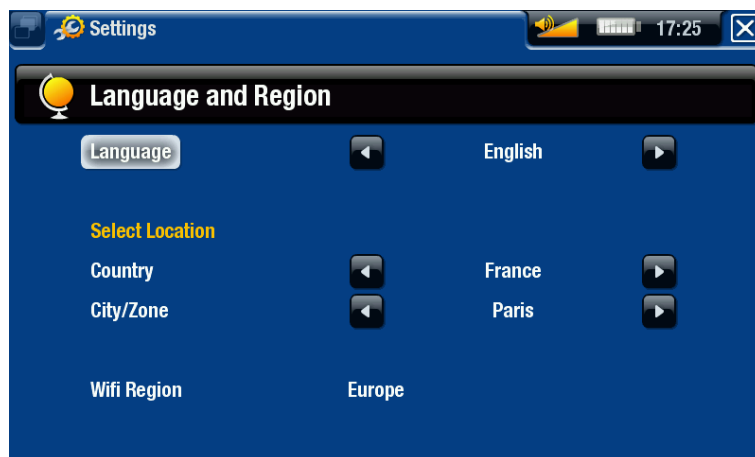 Settings 17:25
Language and Region
Language English
Select Location
Country France
City/Zone Paris
Wifi Region Europe